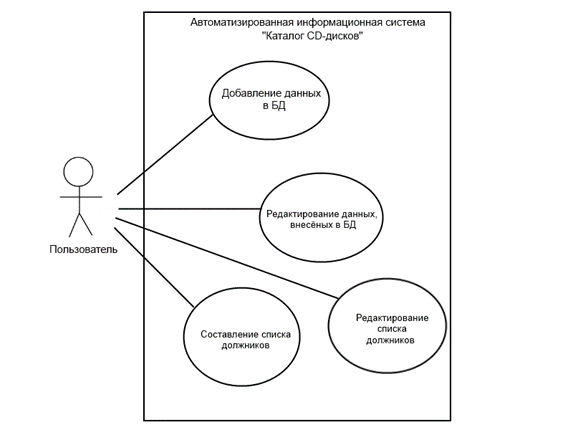 Автоматизированная информационная система
"Каталог CD-дисков"
Добавление данных
в БД
Редактирование данных,
внесёных в БД
Пользователь
Составление списка
должников
Редактирование
списка
должников